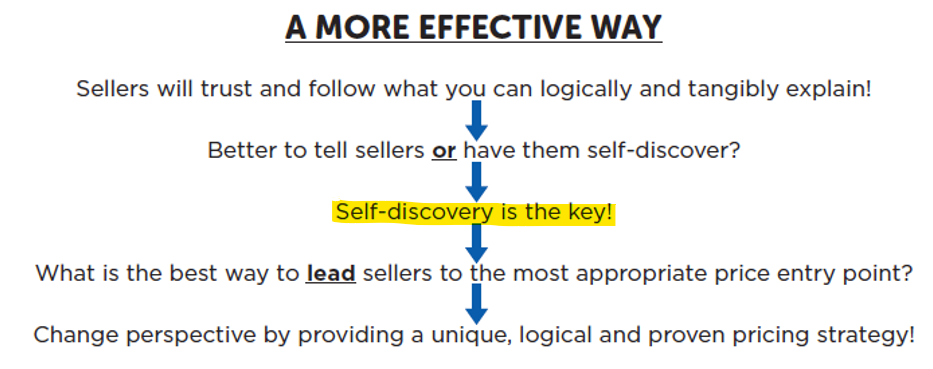 A MORE EFFECTIVE WAY
Sellers will trust and follow what you can logically and tangibly explain!
Better to tell sellers or have them self-discover?
Self-discovery is the key!
What is the best way to lead sellers to the most appropriate price entry point?
Change perspective by providing a unique, logical and proven pricing strategy!